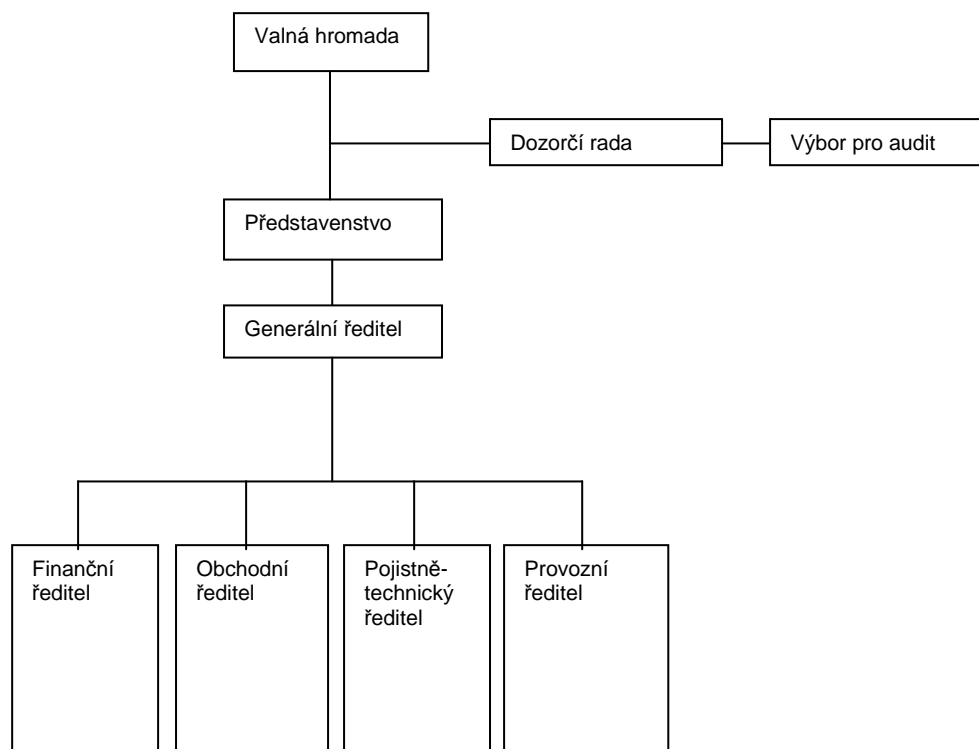 Valná hromada
Dozorčí rada
Výbor pro audit
Představenstvo
Generální ředitel
Finanční
ředitel
Obchodní
ředitel
Pojistně-
technický
ředitel
Provozní
ředitel